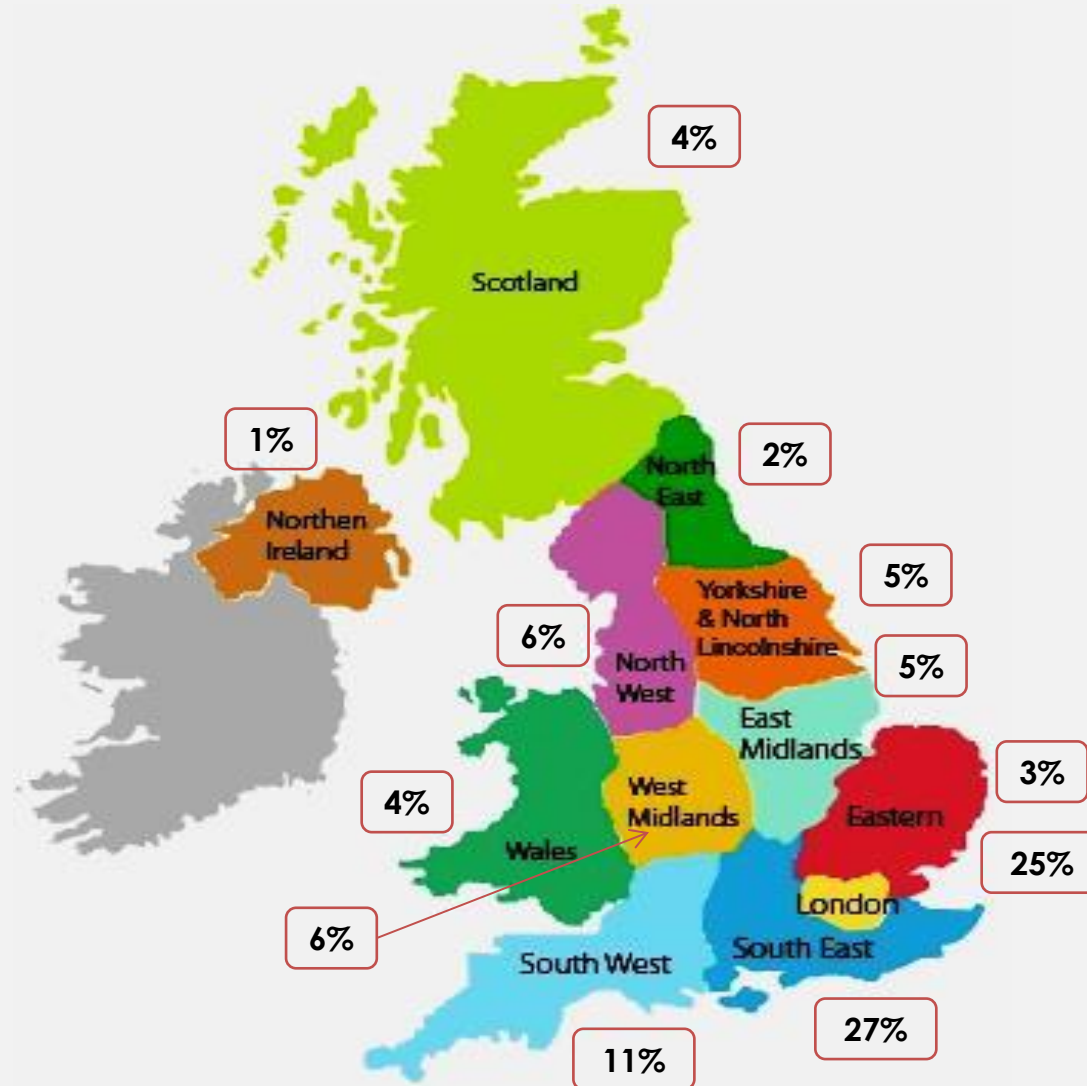 4%
Scotland
1%
North
East
2%
Northen
Ireland
Yorkshire
& North
Lincolnshire
5%
6%
North
West
5%
East
Midlands
3%
4%
West
Midlands
Eastern
Wales
25%
London
6%
South West
South East
27%
11%